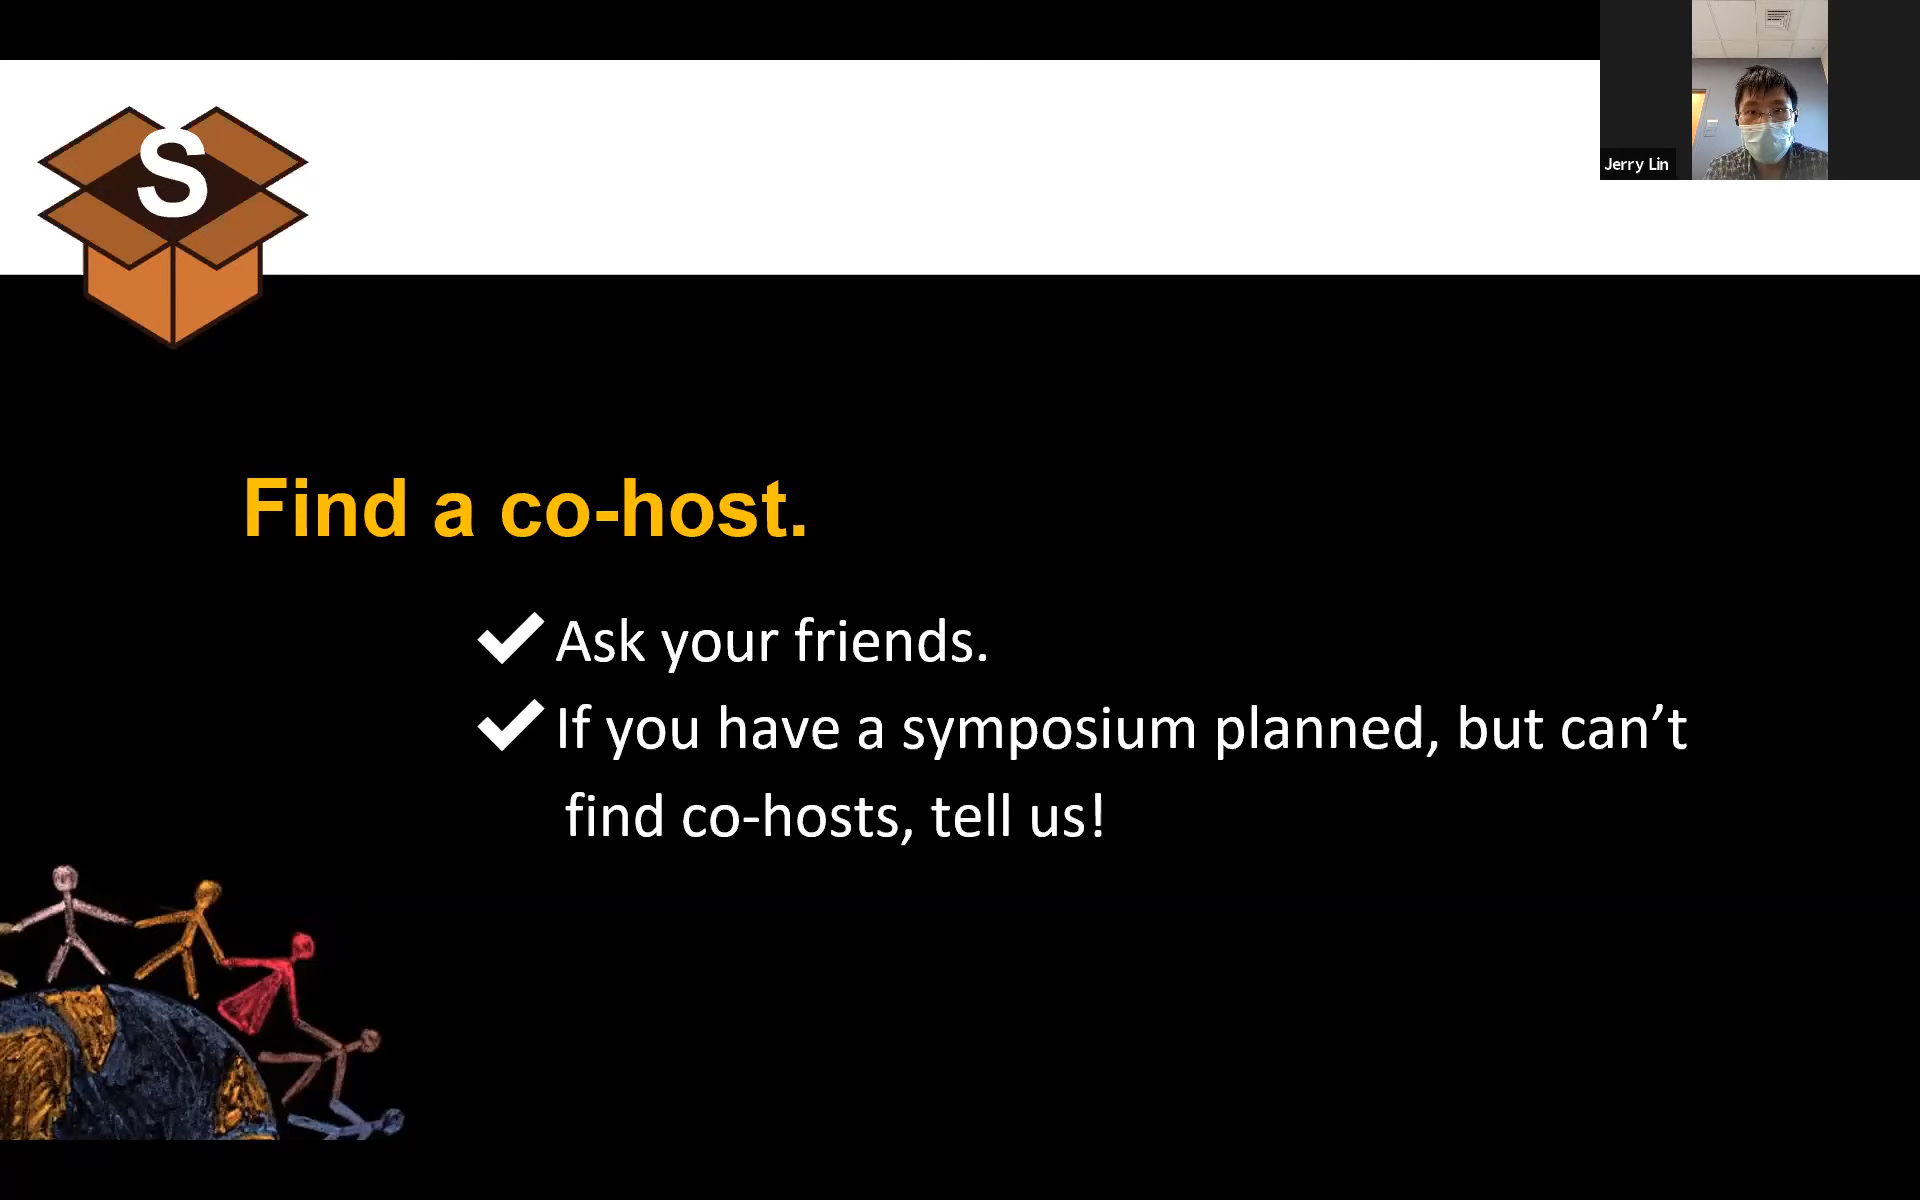 S
Jerry Lin
Find a co-host.
✔ Ask your friends.
✔ If you have a symposium planned, but can’t
find co-hosts, tell us!